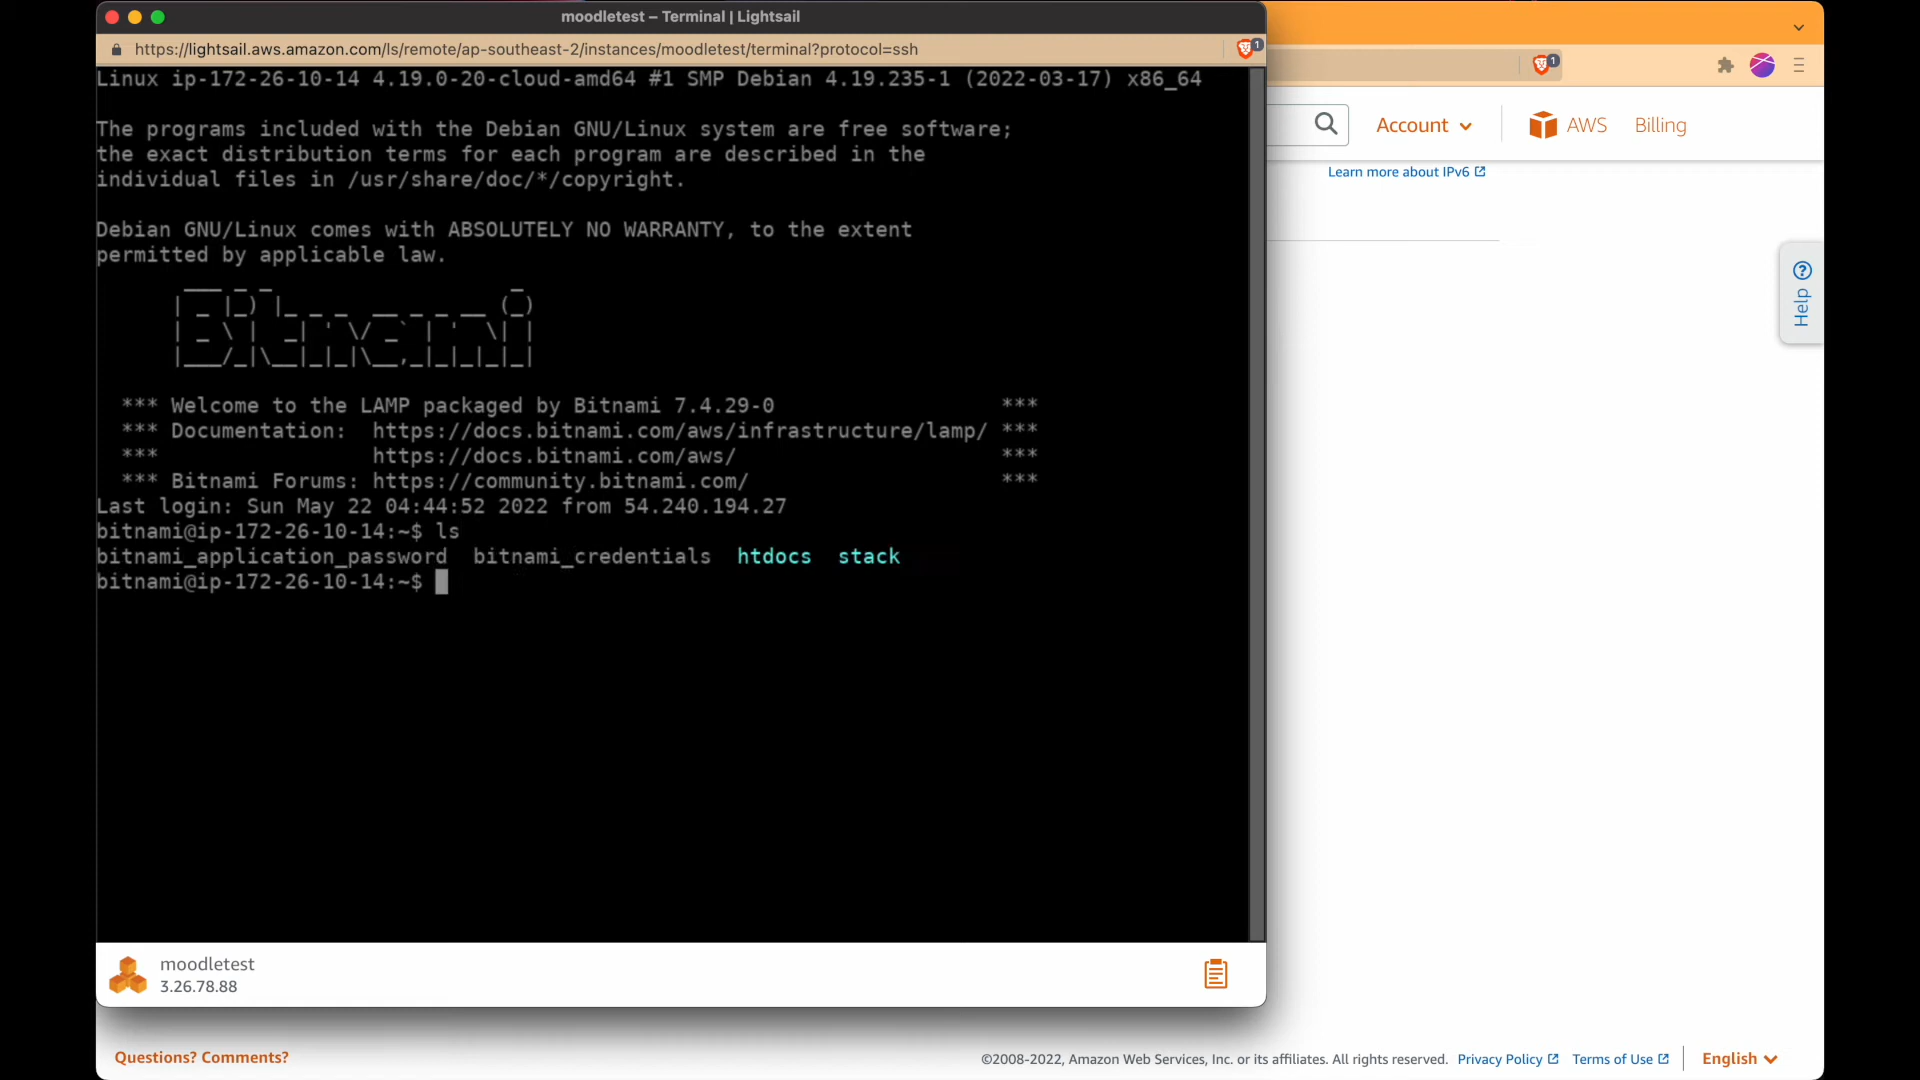 moodletest – Terminal | Lightsail
https://lightsail.aws.amazon.com/ls/remote/ap-southeast-2/instances/moodletest/terminal?protocol=ssh
1
1
Linux ip-172-26-10-14 4.19.0-20-cloud-amd64 #1 SMP Debian 4.19.235-1 (2022-03-17) x86_64
The programs included with the Debian GNU/Linux system are free software;
the exact distribution terms for each program are described in the
individual files in /usr/share/doc/*/copyright.
Debian GNU/Linux comes with ABSOLUTELY NO WARRANTY, to the extent
permitted by applicable law.
Bitnami
*** Welcome to the LAMP packaged by Bitnami 7.4.29-0 ***
*** Documentation: https://docs.bitnami.com/aws/infrastructure/lamp/ ***
*** https://docs.bitnami.com/aws/ ***
*** Bitnami Forums: https://community.bitnami.com/ ***
Last login: Sun May 22 04:44:52 2022 from 54.240.194.27
bitnami@ip-172-26-10-14:~$ ls
bitnami_application_password bitnami_credentials htdocs stack
bitnami@ip-172-26-10-14:~$
moodletest
3.26.78.88
Account
AWS
Billing
Learn more about IPv6
Help
Questions? Comments?
©2008-2022, Amazon Web Services, Inc. or its affiliates. All rights reserved. Privacy Policy Terms of Use English